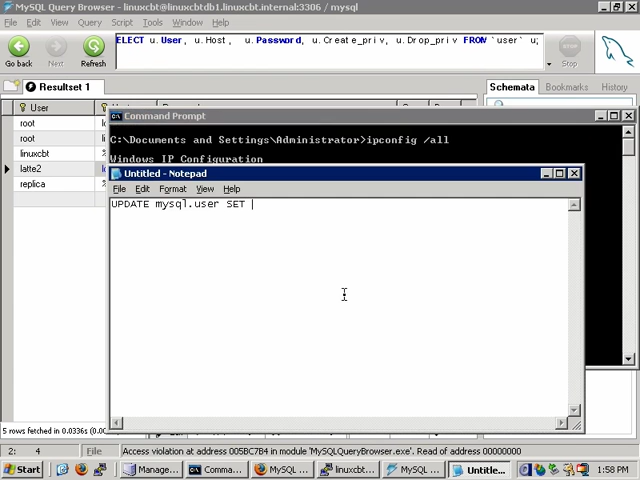 MySQL Query Browser - linuxcbt@linuxcbtdb1.linuxcbt.internal:3306 / mysql
File Edit View Query Script Tools Window Help
Go back Next Refresh ELECT u.User, u.Host, u.Password, u.Create_priv, u.Drop_priv FROM `user` u; Stop
Resultset 1 Schemata Bookmarks History
User
root
root
linuxcbt %
latte2
replica
Command Prompt
C:\Documents and Settings\Administrator>ipconfig /all
Windows IP Configuration
Untitled - Notepad
File Edit Format View Help
UPDATE mysql.user SET
5 rows fetched in 0.0336s
2: 4 File Access violation at address 005BC7B4 in module 'MySQLQueryBrowser.exe'. Read of address 00000000
Start Manage... Comma... MySQL ... linuxcbt... MySQL ... Untitle... 1:58 PM